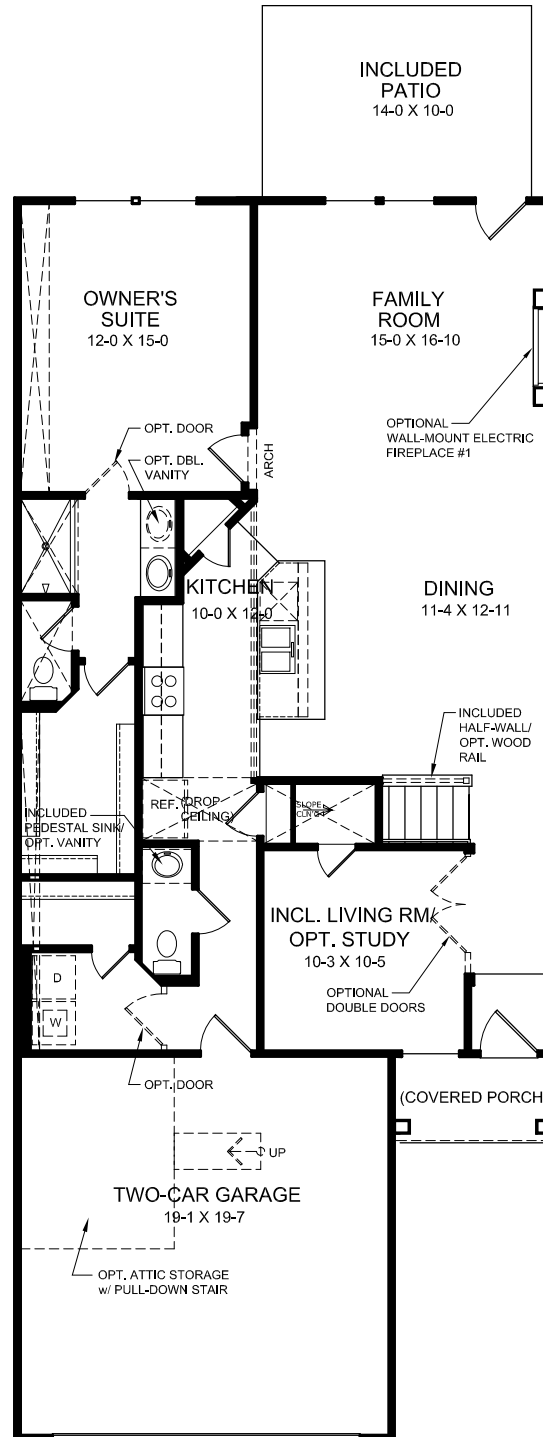 INCLUDED
PATIO
14-0 X 10-0
OWNER'S
SUITE
12-0 X 15-0
FAMILY
ROOM
15-0 X 16-10
OPTIONAL
WALL-MOUNT ELECTRIC
FIREPLACE #1
OPT. DOOR
OPT. DBL.
VANITY
ARCH
KITCHEN
10-0 X 12-0
DINING
11-4 X 12-11
INCLUDED
HALF-WALL/
OPT. WOOD
RAIL
REF.
(DROP
CEILING)
SLOPE
INCLUDED
PEDESTAL SINK/
OPT. VANITY
INCL. LIVING RM/
OPT. STUDY
10-3 X 10-5
OPTIONAL
DOUBLE DOORS
D
W
OPT. DOOR
(COVERED PORCH
UP
TWO-CAR GARAGE
19-1 X 19-7
OPT. ATTIC STORAGE
w/ PULL-DOWN STAIR